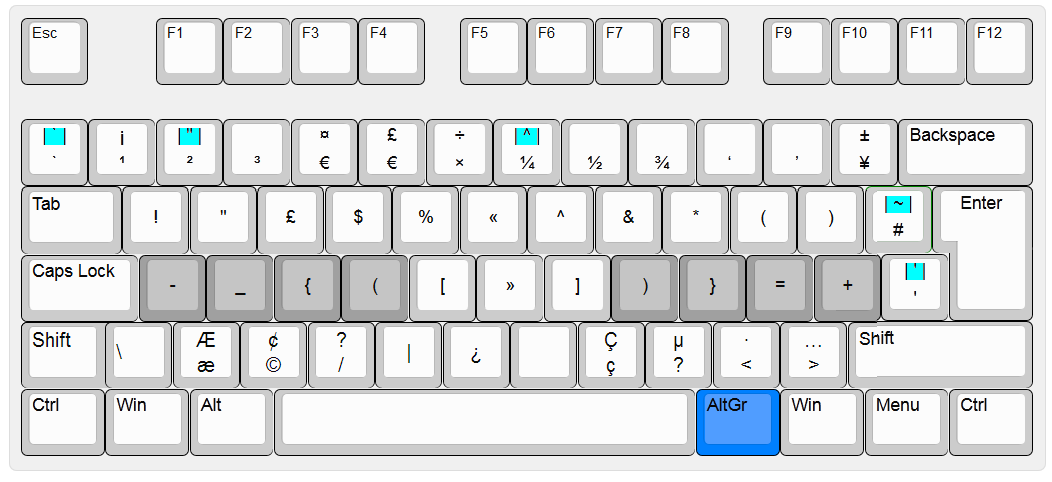 Esc F1 F2 F3 F4 F5 F6 F7 F8 F9 F10 F11 F12
` ¡ " ¤ £ ÷ ^ ± Backspace
` ¹ ² ³ € € × ¼ ½ ¾ ‘ ’ ¥
Tab ! " £ $ % « ^ & * ( ) ~ Enter
#
Caps Lock - _ { ( [ » ] ) } = + '
'
Shift \ Æ ¢ ? | ¿ Ç µ · … Shift
æ © / ç ? < >
Ctrl Win Alt AltGr Win Menu Ctrl